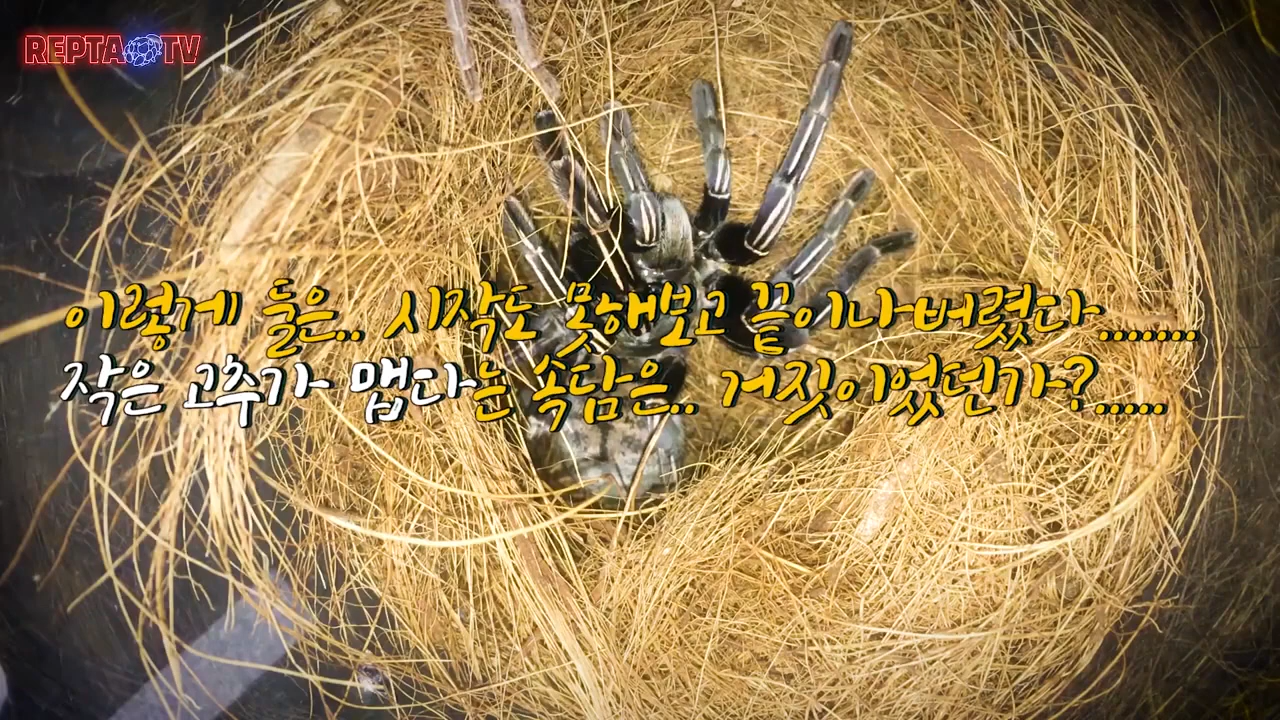 REPTA TV
이렇게 둘은.. 시작도 못해보고 끝이나버렸다.......
작은 고추가 맵다는 속담은.. 거짓이었던가?.....